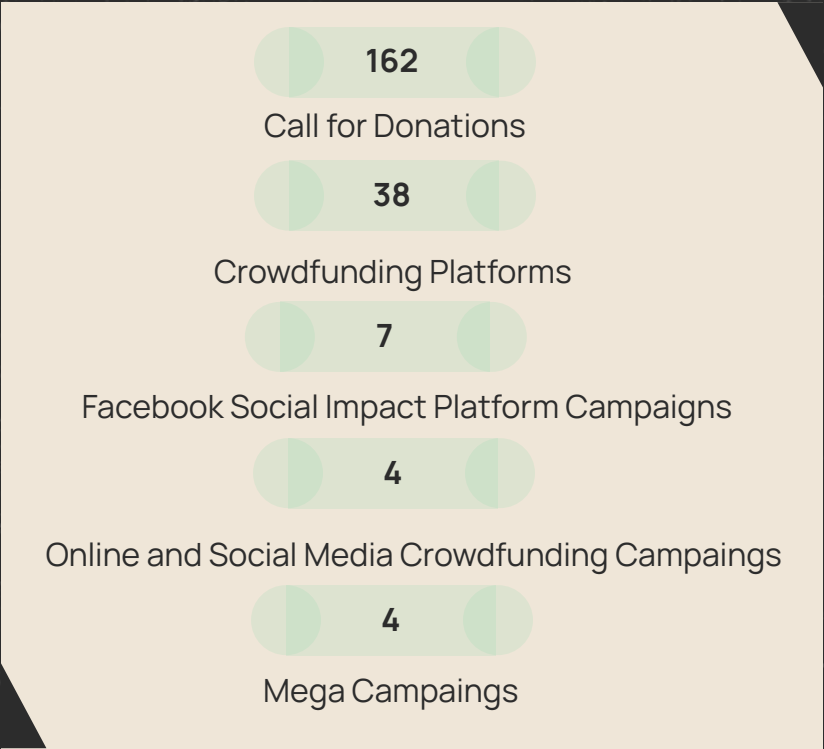 162
Call for Donations
38
Crowdfunding Platforms
7
Facebook Social Impact Platform Campaigns
4
Online and Social Media Crowdfunding Campaings
4
Mega Campaings